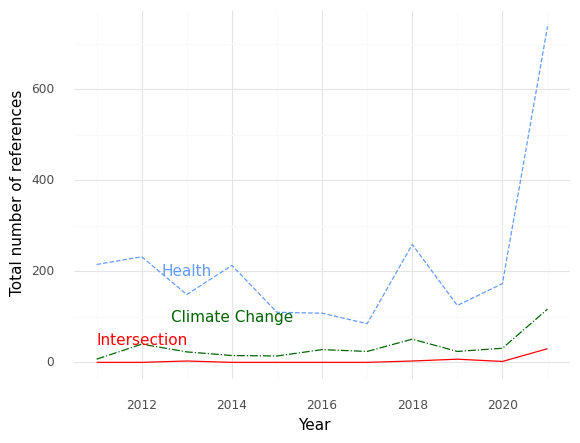 Total number of references
600
400
200
0
Health
Climate Change
Intersection
2012 2014 2016 2018 2020
Year